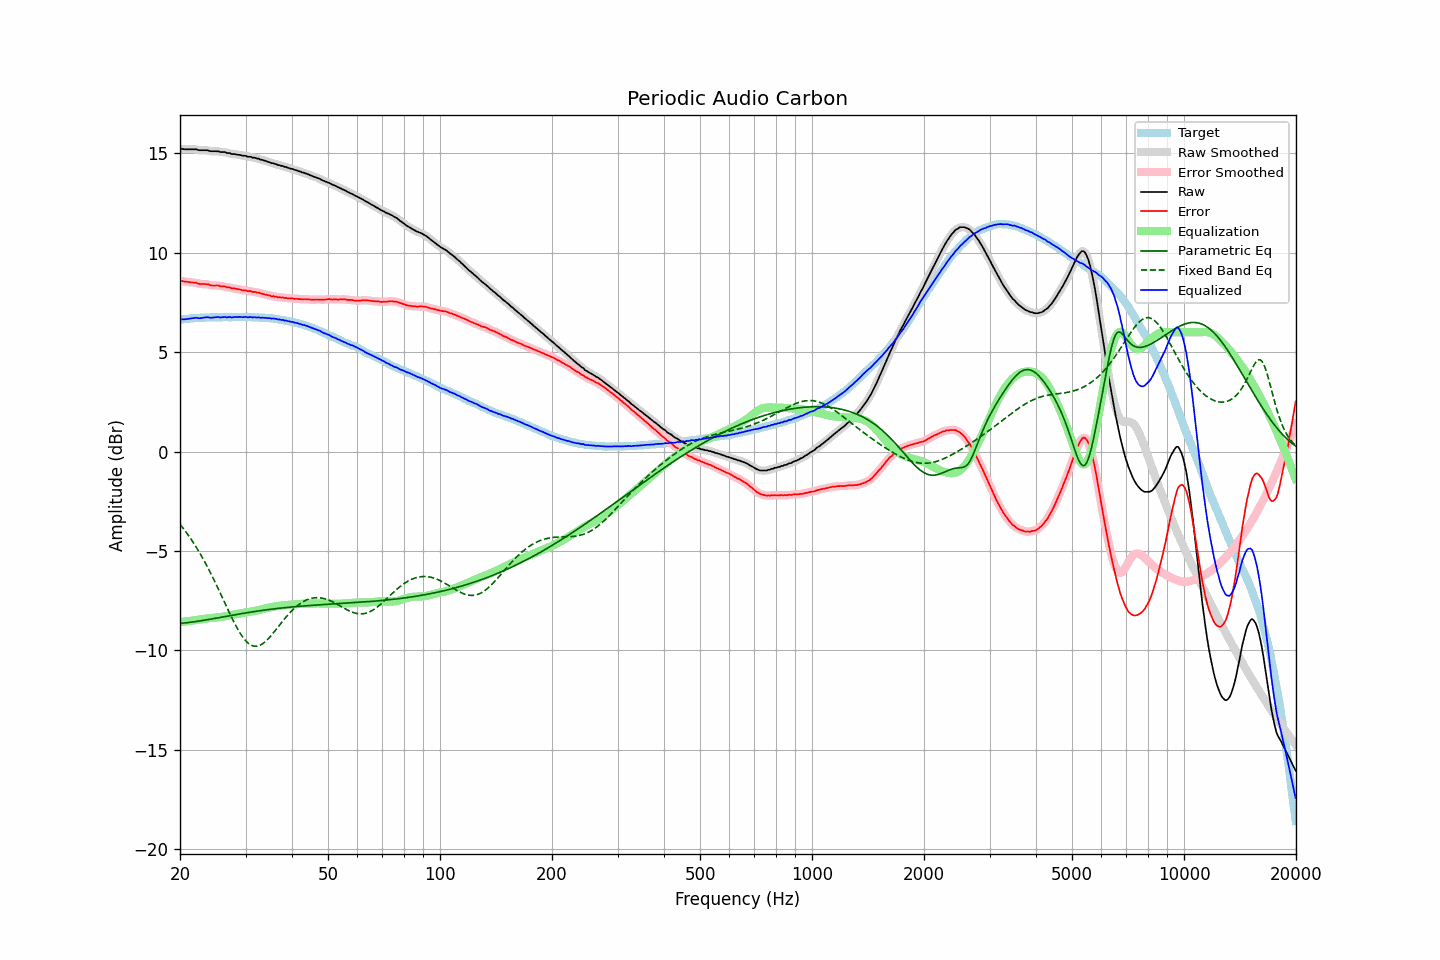 Periodic Audio Carbon
Target
Raw Smoothed
Error Smoothed
Raw
Error
Equalization
Parametric Eq
Fixed Band Eq
Equalized
Amplitude (dBr)
15
10
5
0
−5
−10
−15
−20
20 50 100 200 500 1000 2000 5000 10000 20000
Frequency (Hz)